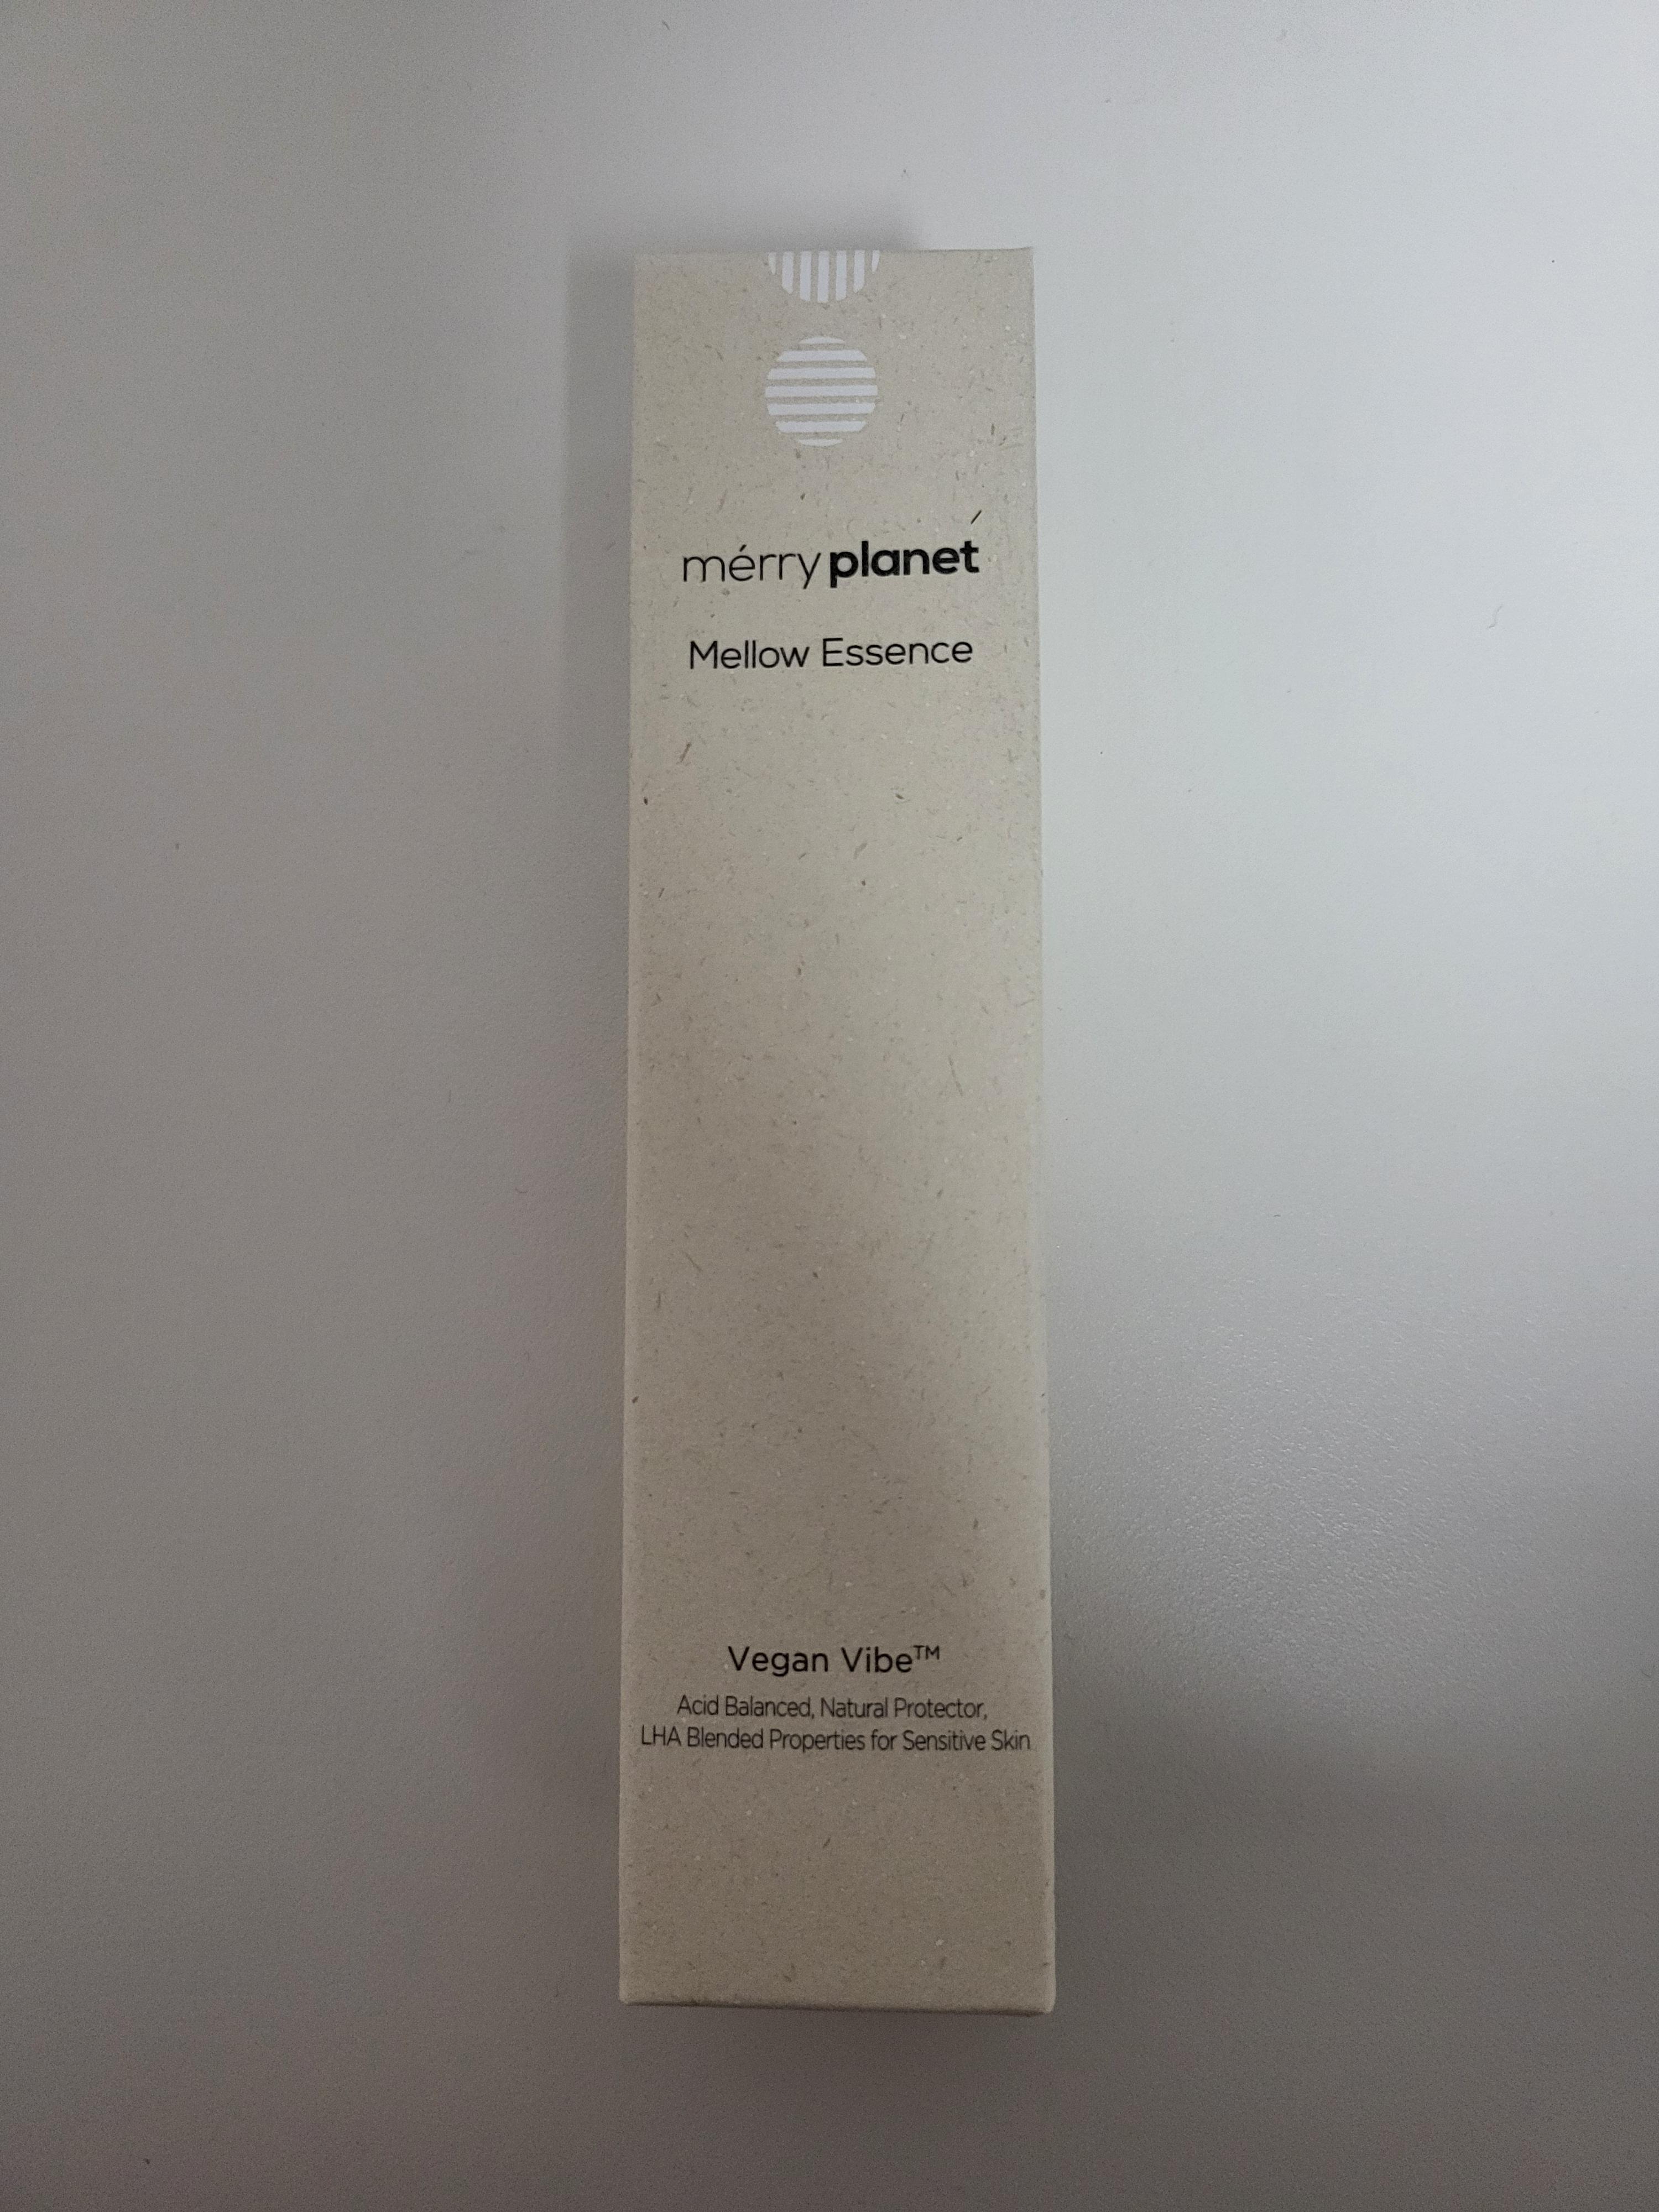 mérry planet
Mellow Essence
Vegan Vibe™
Acid Balanced, Natural Protector,
LHA Blended Properties for Sensitive Skin